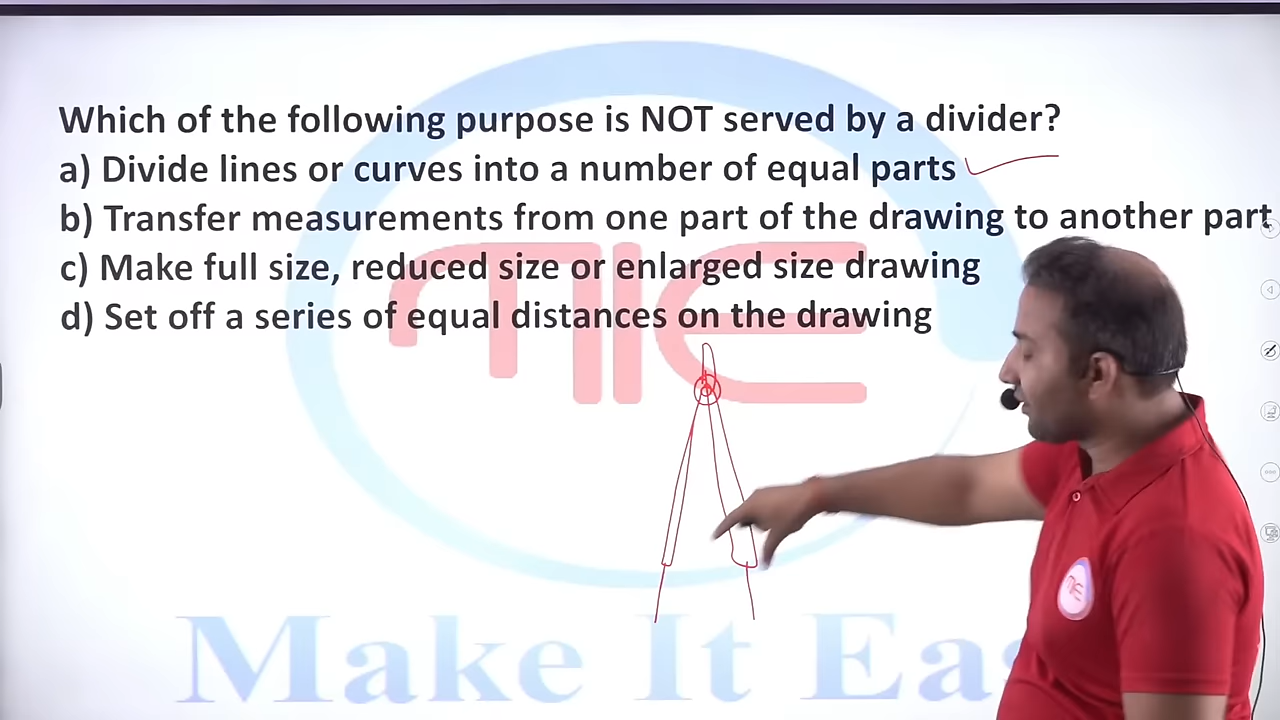 Which of the following purpose is NOT served by a divider?
a) Divide lines or curves into a number of equal parts
b) Transfer measurements from one part of the drawing to another part
c) Make full size, reduced size or enlarged size drawing
d) Set off a series of equal distances on the drawing
Make It Eas